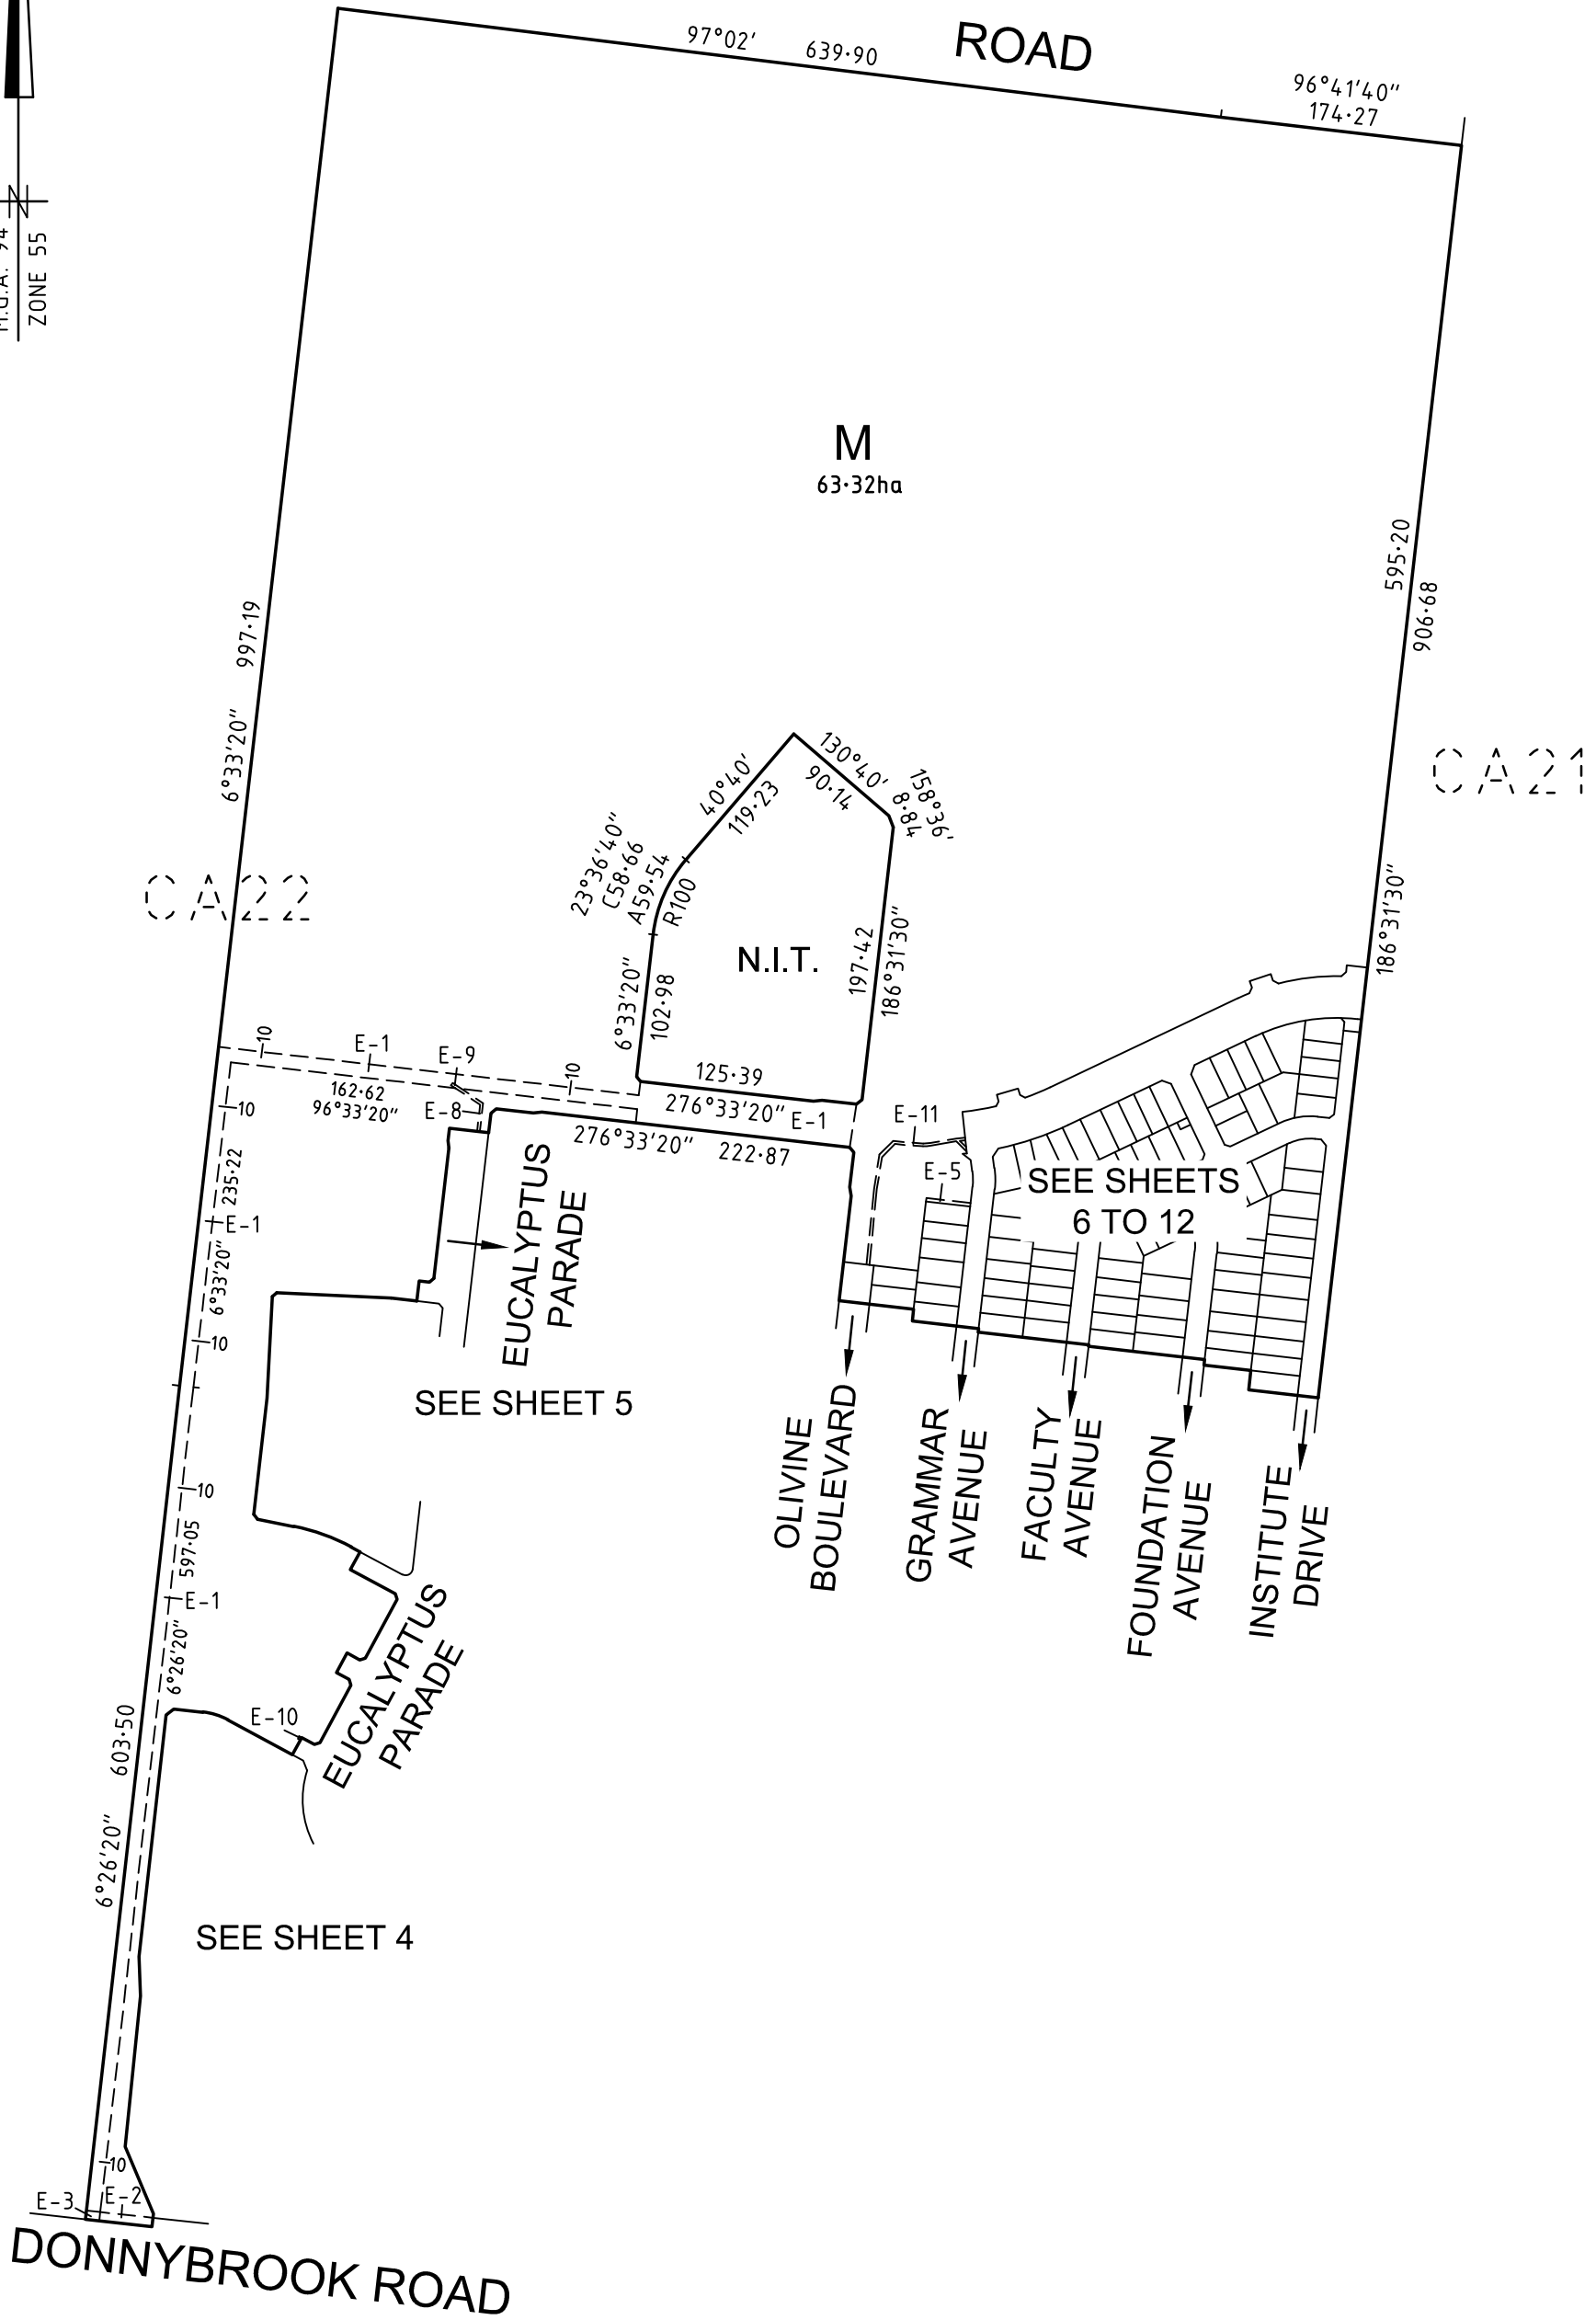 97°02' 639·90
ROAD
96°41'40"
174·27
N
ZONE 55
M
63·32ha
595·20
906·68
186°31'30"
997·19
6°33'20"
CA21
CA22
40°40'
119·23
130°40'
90·14
158°36'
8·84
23°36'40"
C58·66
A59·54
R100
N.I.T.
197·42
186°31'30"
6°33'20"
102·98
125·39
276°33'20"
E-1
276°33'20" 222·87
10
E-1
E-9
10
162·62
96°33'20"
E-8
10
E-11
E-5
SEE SHEETS
6 TO 12
235·22
E-1
6°33'20"
10
EUCALYPTUS
PARADE
SEE SHEET 5
OLIVINE
BOULEVARD
GRAMMAR
AVENUE
FACULTY
AVENUE
FOUNDATION
AVENUE
INSTITUTE
DRIVE
10
597·05
E-1
6°26'20"
E-10
EUCALYPTUS
PARADE
603·50
6°26'20"
SEE SHEET 4
10
E-2
E-3
DONNYBROOK ROAD